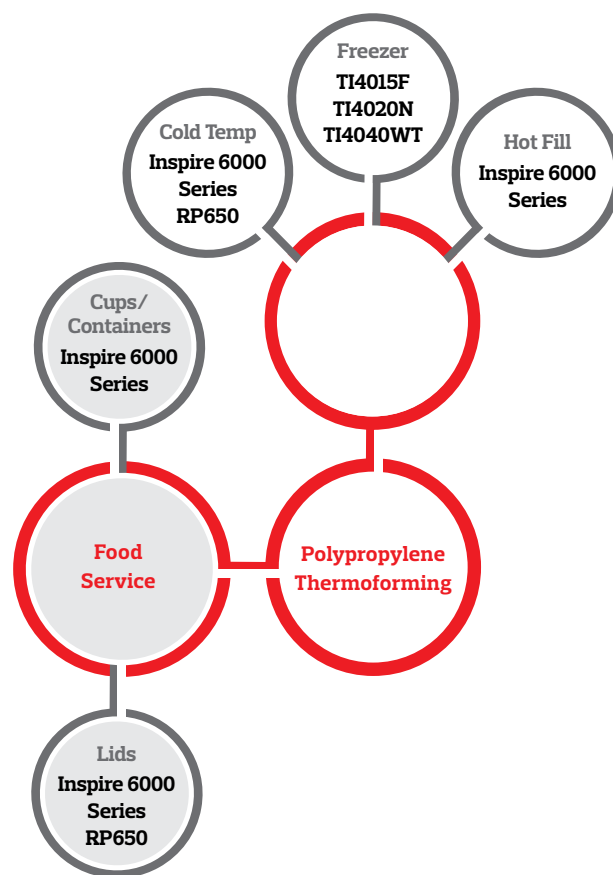 Freezer
TI4015F
TI4020N
TI4040WT
Cold Temp
Inspire 6000
Series
RP650
Hot Fill
Inspire 6000
Series
Cups/
Containers
Inspire 6000
Series
Food
Service
Polypropylene
Thermoforming
Lids
Inspire 6000
Series
RP650